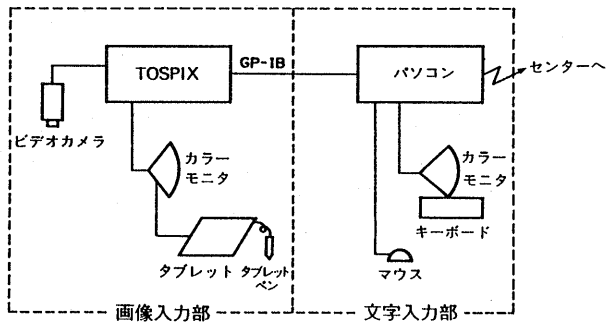 TOSPIX
GP-IB
パソコン
センターへ
ビデオカメラ
カラー
モニタ
カラー
モニタ
キーボード
タブレット
タブレット
ペン
マウス
画像入力部
文字入力部